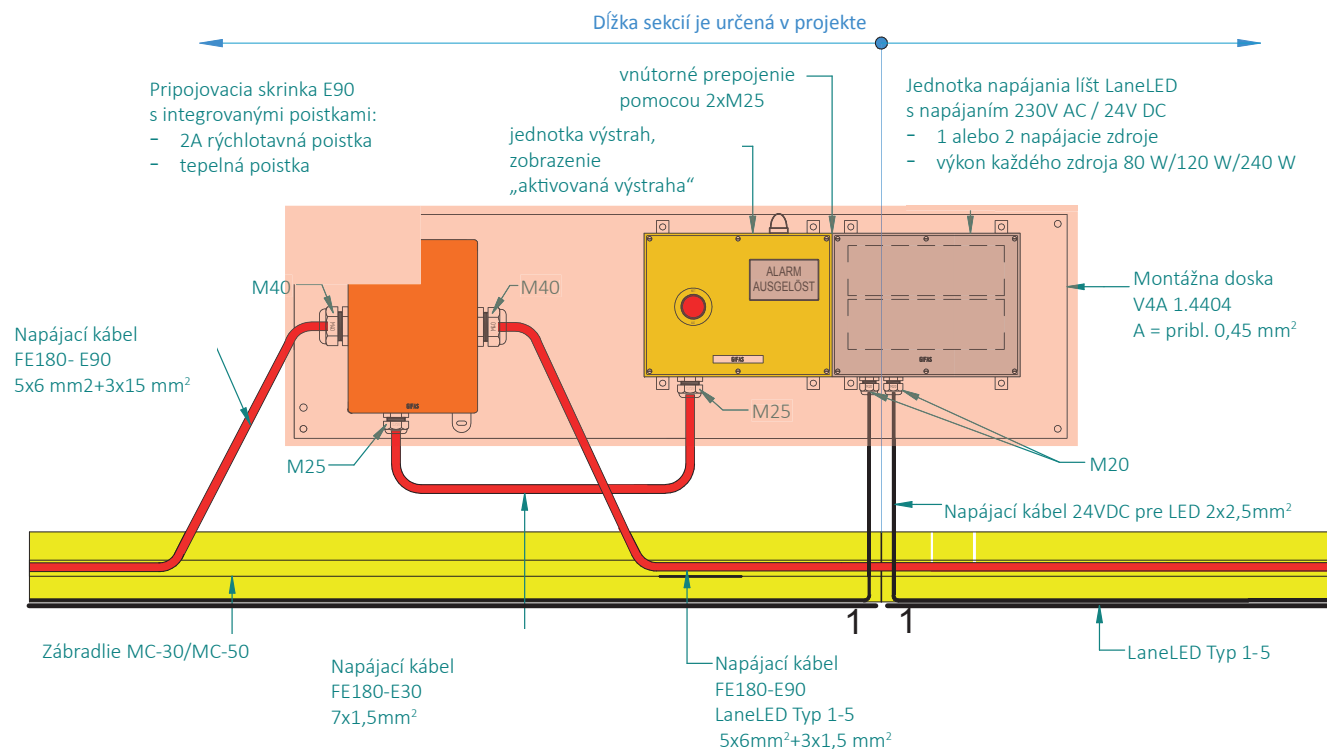 Dĺžka sekcií je určená v projekte
Pripojovacia skrinka E90
s integrovanými poistkami:
- 2A rýchlotavná poistka
- tepelná poistka
vnútorné prepojenie
pomocou 2xM25
jednotka výstrah,
zobrazenie
„aktivovaná výstraha“
Jednotka napájania líšt LaneLED
s napájaním 230V AC / 24V DC
- 1 alebo 2 napájacie zdroje
- výkon každého zdroja 80 W/120 W/240 W
M40
M40
ALARM
AUSGELÖST
Montážna doska
V4A 1.4404
A = pribl. 0,45 mm²
Napájací kábel
FE180- E90
5x6 mm2+3x15 mm²
GIFAS
GIFAS
GIFAS
M25
M25
M20
Napájací kábel 24VDC pre LED 2x2,5mm²
1
1
Zábradlie MC-30/MC-50
LaneLED Typ 1-5
Napájací kábel
FE180-E30
7x1,5mm²
Napájací kábel
FE180-E90
LaneLED Typ 1-5
5x6mm²+3x1,5 mm²